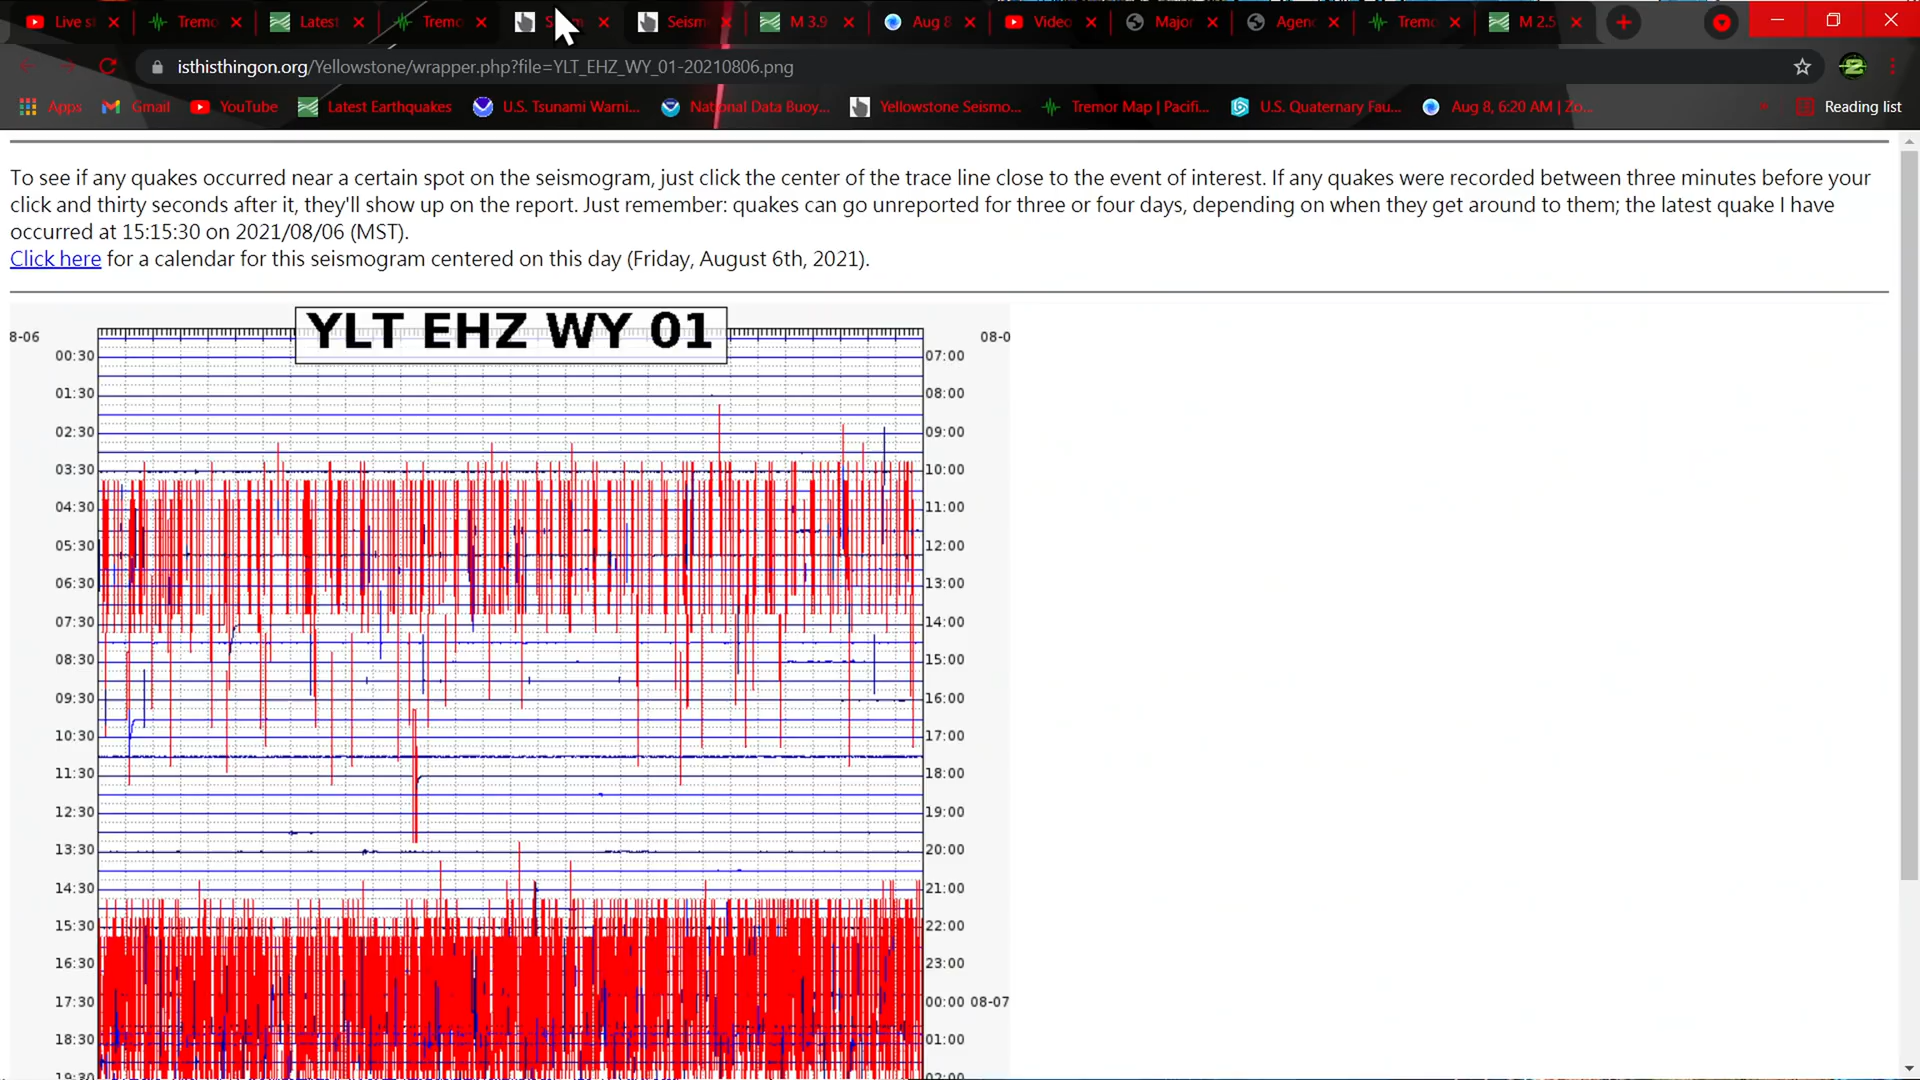 Live s
Tremo
Latest
Tremo
Seism
M 3.9
Aug 8
Video
Major
Agenc
Tremo
M 2.5
isthisthingon.org/Yellowstone/wrapper.php?file=YLT_EHZ_WY_01-20210806.png
Apps
Gmail
YouTube
Latest Earthquakes
U.S. Tsunami Warni...
National Data Buoy...
Yellowstone Seismo...
Tremor Map | Pacifi...
U.S. Quaternary Fau...
Aug 8, 6:20 AM | Zo...
Reading list
To see if any quakes occurred near a certain spot on the seismogram, just click the center of the trace line close to the event of interest. If any quakes were recorded between three minutes before your
click and thirty seconds after it, they'll show up on the report. Just remember: quakes can go unreported for three or four days, depending on when they get around to them; the latest quake I have
occurred at 15:15:30 on 2021/08/06 (MST).
Click here for a calendar for this seismogram centered on this day (Friday, August 6th, 2021).
YLT EHZ WY 01
8-06 08-0
00:30 07:00
01:30 08:00
02:30 09:00
03:30 10:00
04:30 11:00
05:30 12:00
06:30 13:00
07:30 14:00
08:30 15:00
09:30 16:00
10:30 17:00
11:30 18:00
12:30 19:00
13:30 20:00
14:30 21:00
15:30 22:00
16:30 23:00
17:30 00:00 08-07
18:30 01:00
19:30 02:00